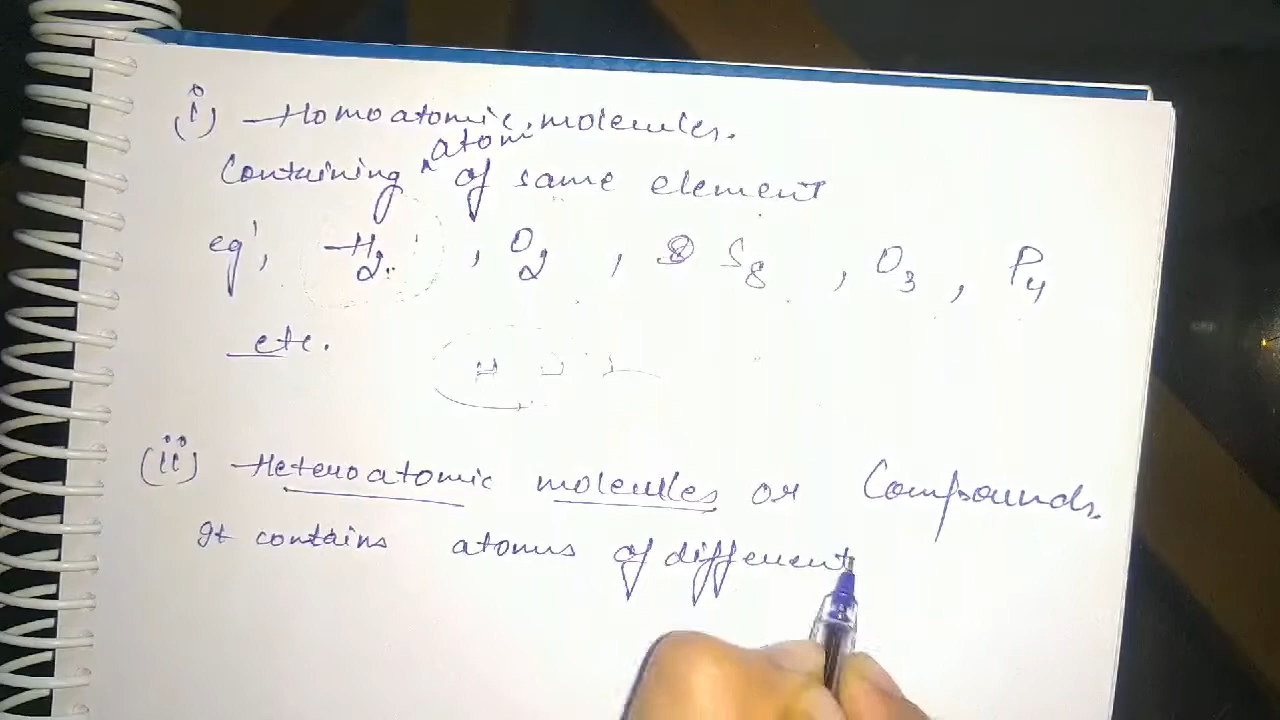 (i) Homoatomic molecules.
Containing atom of same element
eg', H2, O2, S8, O3, P4
etc.
(ii) Heteroatomic molecules or Compounds.
It contains atoms of different